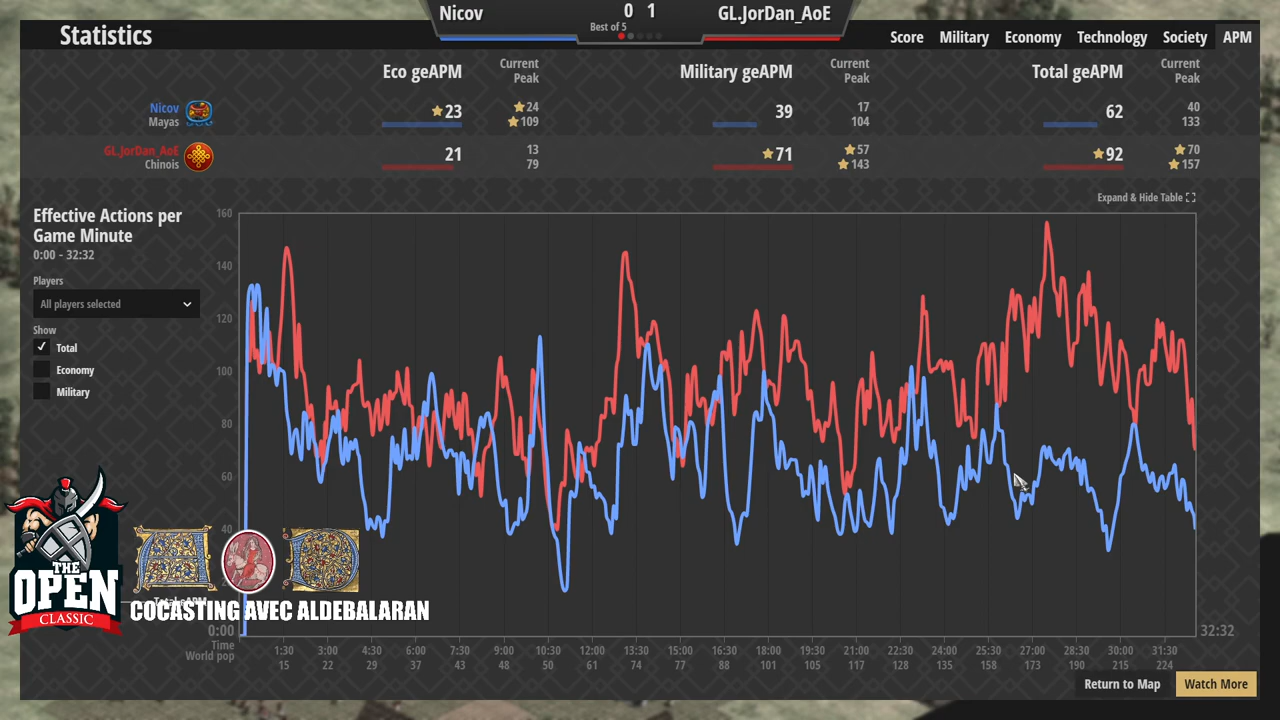 Nicov
0 1
GL.JorDan_AoE
Best of 5
Statistics
Score Military Economy Technology Society APM
Eco geAPM
Current Peak
Military geAPM
Current Peak
Total geAPM
Current Peak
Nicov
Mayas
23
24
109
39
17
104
62
40
133
GL.JorDan_AoE
Chinois
21
13
79
71
57
143
92
70
157
Expand & Hide Table
Effective Actions per
Game Minute
0:00 - 32:32
Players
All players selected
Show
Total
Economy
Military
160
140
120
100
80
60
40
0:00
32:32
Time
World pop
1:30 3:00 4:30 6:00 7:30 9:00 10:30 12:00 13:30 15:00 16:30 18:00 19:30 21:00 22:30 24:00 25:30 27:00 28:30 30:00 31:30
15 22 29 37 43 48 50 61 74 77 88 101 105 117 128 135 158 173 190 215 224
THE
OPEN
CLASSIC
COCASTING AVEC ALDEBALARAN
Return to Map
Watch More